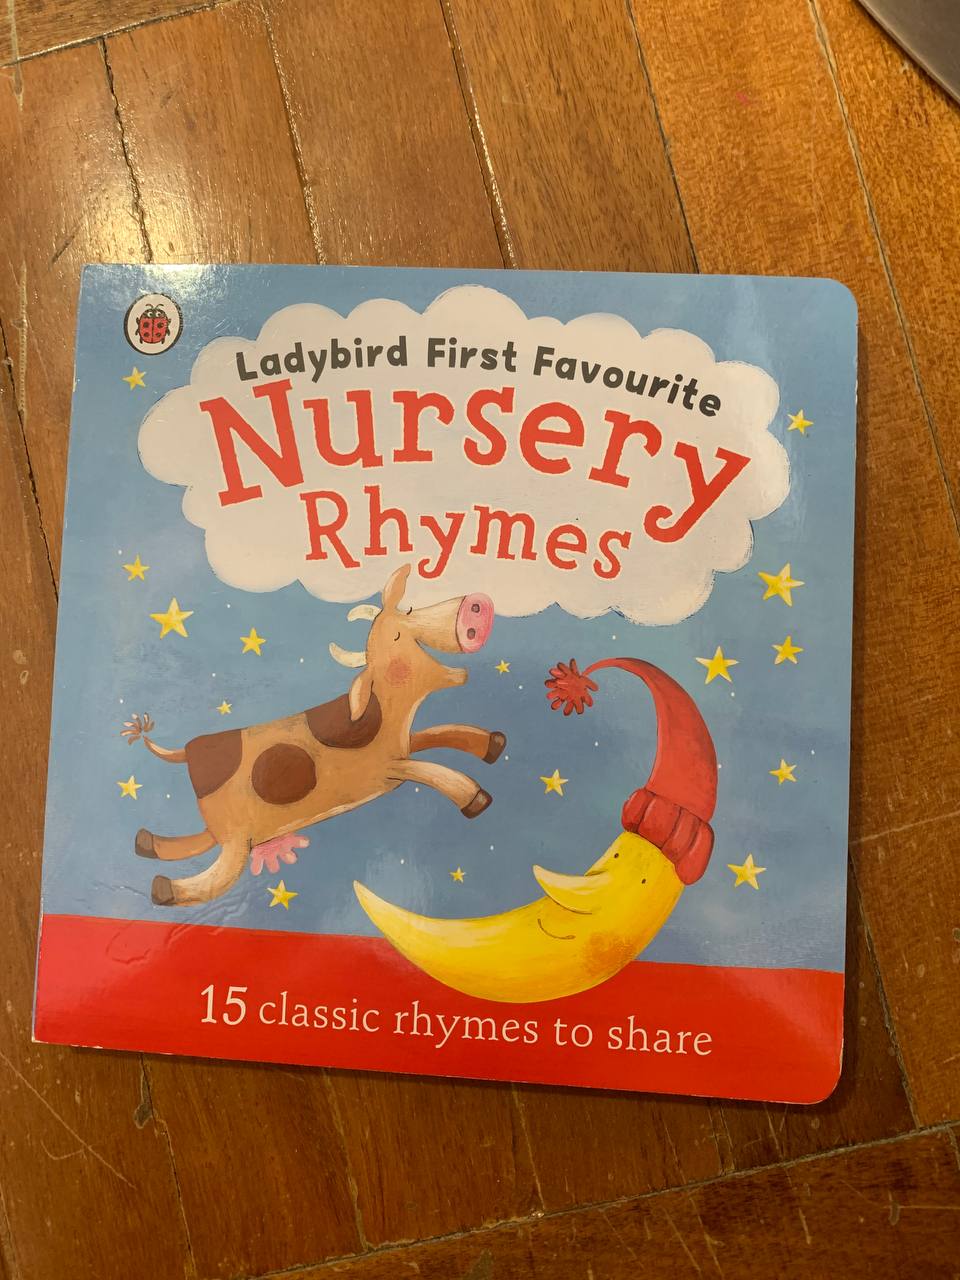 Ladybird First Favourite
Nursery
Rhymes
15 classic rhymes to share